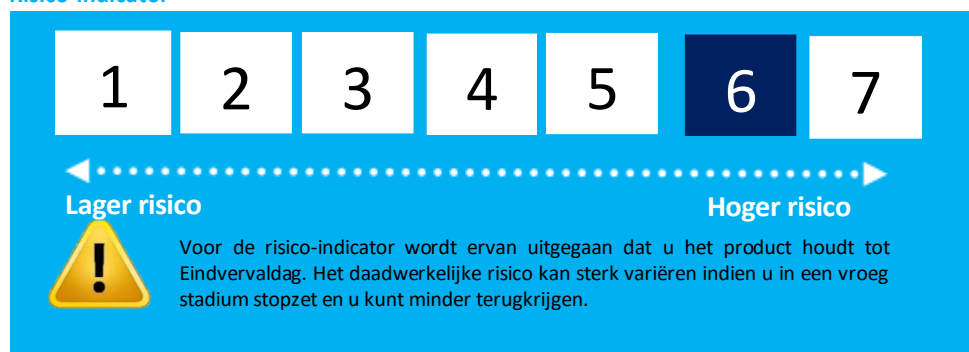 Risico-indicator
1 2 3 4 5 6 7
Lager risico Hoger risico
Voor de risico-indicator wordt ervan uitgegaan dat u het product houdt tot
Eindvervaldag. Het daadwerkelijke risico kan sterk variëren indien u in een vroeg
stadium stopzet en u kunt minder terugkrijgen.